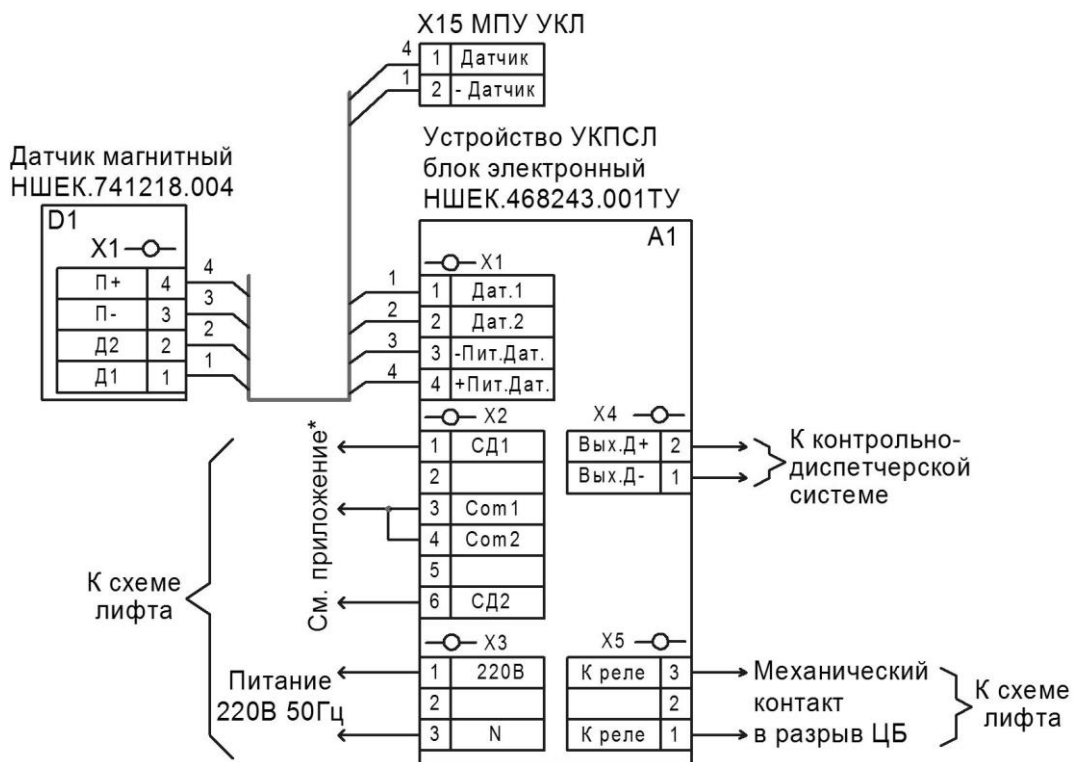 X15 МПУ УКЛ
4 1 Датчик
1 2 - Датчик
Датчик магнитный
НШЕК.741218.004
D1
X1
П+ 4 4
П- 3 3
Д2 2 2
Д1 1 1
Устройство УКПСЛ
блок электронный
НШЕК.468243.001ТУ
A1
X1
1 1 Дат.1
2 2 Дат.2
3 3 -Пит.Дат.
4 4 +Пит.Дат.
X2
1 СД1
2
3 Com1
4 Com2
5
6 СД2
См. приложение*
К схеме
лифта
X3
1 220В
2
3 N
Питание
220В 50Гц
X4
Вых.Д+ 2
Вых.Д- 1
К контрольно-
диспетчерской
системе
X5
К реле 3
2
К реле 1
Механический
контакт
в разрыв ЦБ
К схеме
лифта